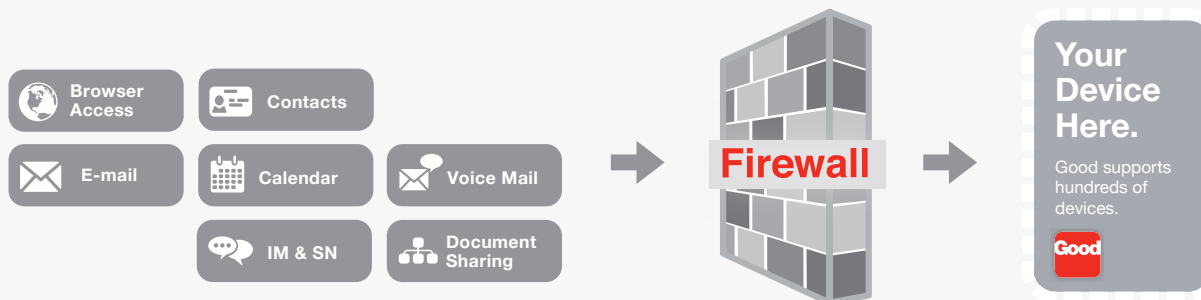 Browser
Access
Contacts
E-mail
Calendar
Voice Mail
IM & SN
Document
Sharing
Firewall
Your
Device
Here.
Good supports
hundreds of
devices.
Good